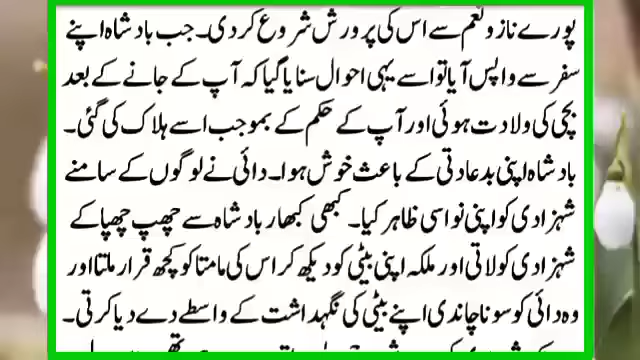 پورے ناز و نعم سے اس کی پرورش شروع کر دی۔ جب بادشاہ اپنے
سفر سے واپس آیا تو اسے یہی احوال سنایا گیا کہ آپ کے جانے کے بعد
بچی کی ولادت ہوئی اور آپ کے حکم کے بموجب اسے ہلاک کی گئی۔
بادشاہ اپنی بدعادتی کے باعث خوش ہوا۔ دائی نے لوگوں کے سامنے
شہزادی کو اپنی نواسی ظاہر کیا۔ کبھی کبھار بادشاہ سے چھپ چھپا کے
شہزادی کو لاتی اور ملکہ اپنی بیٹی کو دیکھ کر اس کی مامتا کو کچھ قرار ملتا اور
وہ دائی کو سونا چاندی اپنے بیٹی کی نگہداشت کے واسطے دے دیا کرتی۔